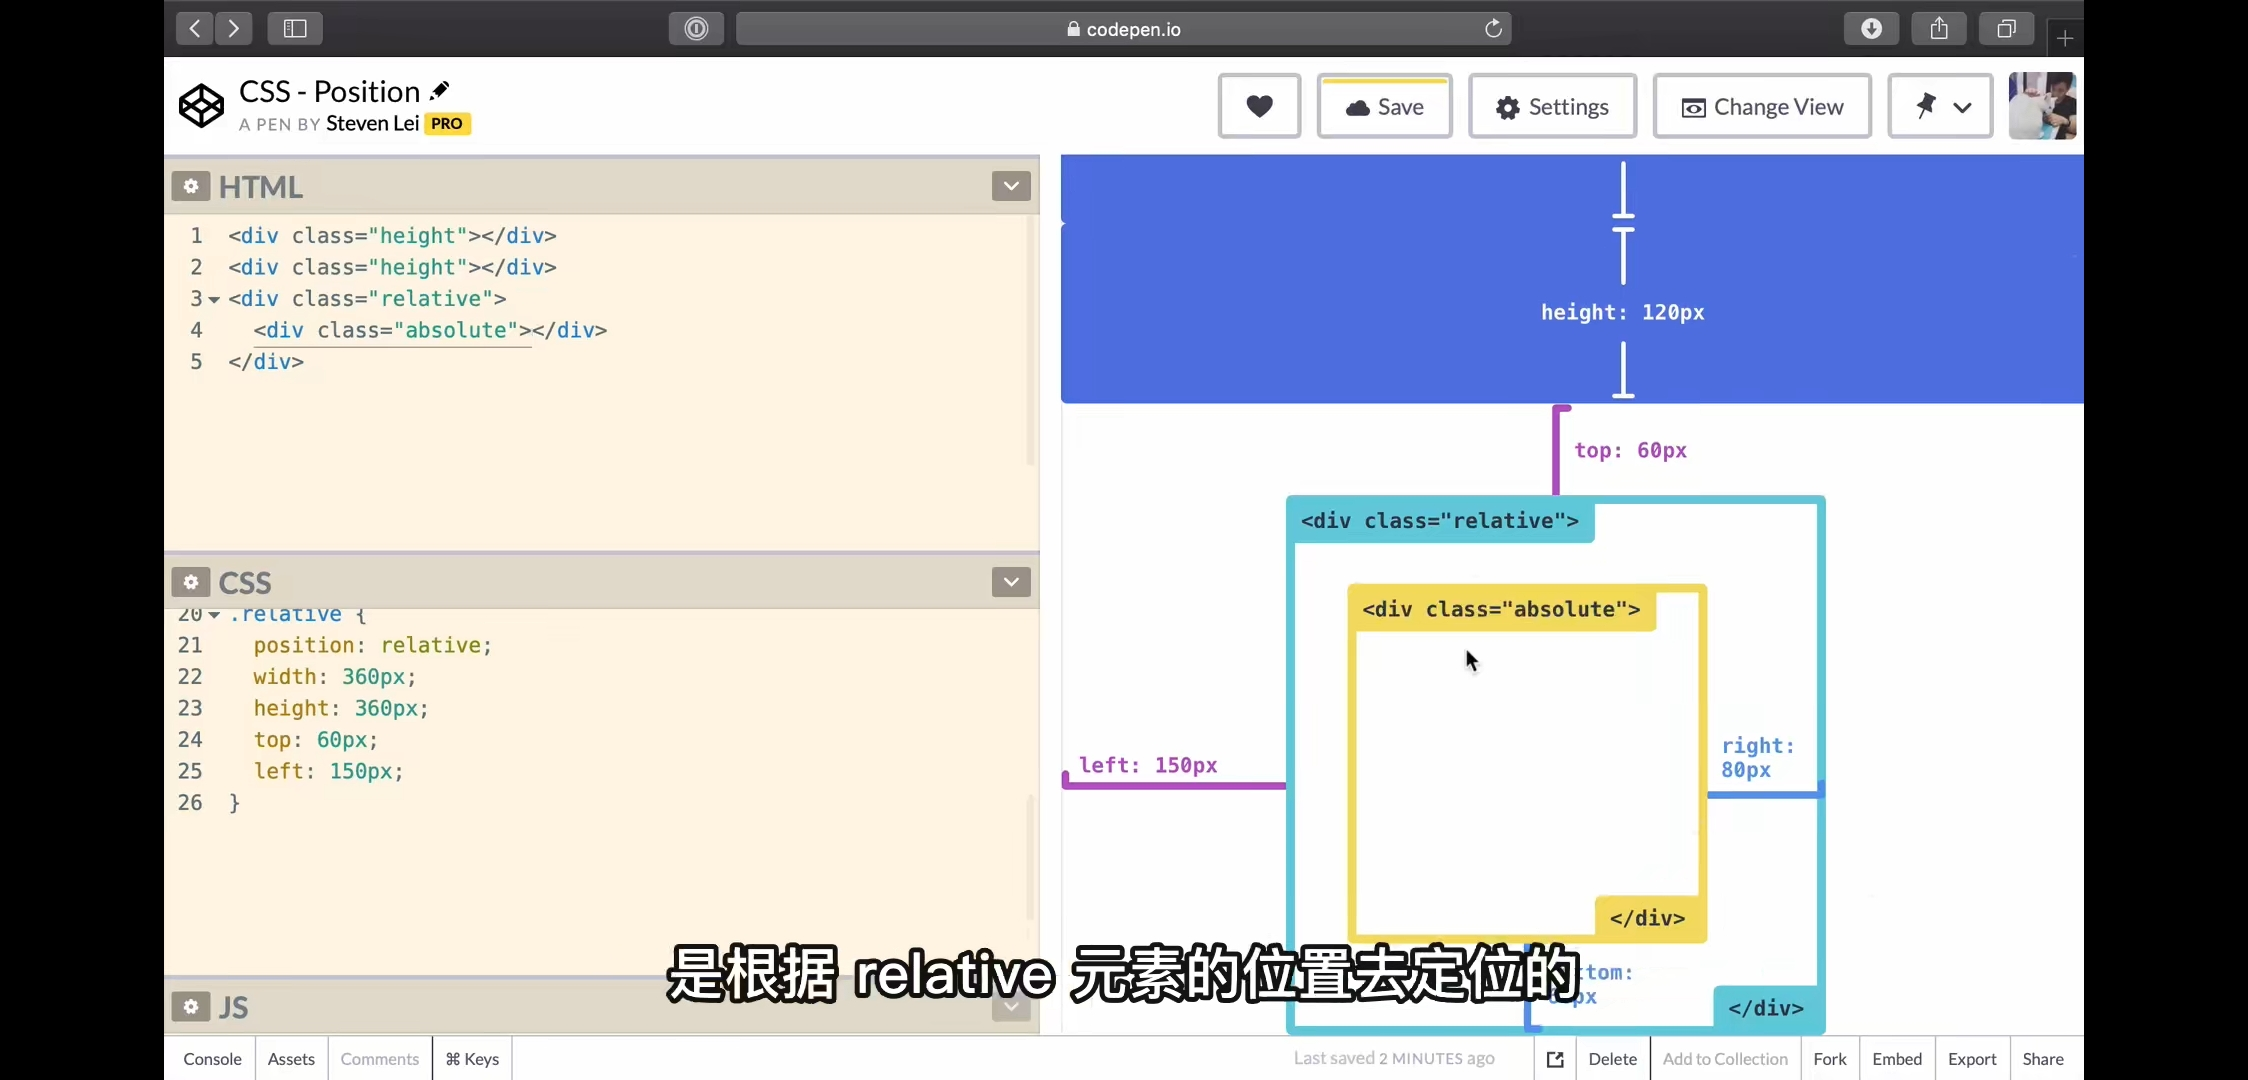 codepen.io
CSS - Position
A PEN BY Steven Lei PRO
Save
Settings
Change View
HTML
1 <div class="height"></div>
2 <div class="height"></div>
3 <div class="relative">
4 <div class="absolute"></div>
5 </div>
CSS
20 .relative {
21 position: relative;
22 width: 360px;
23 height: 360px;
24 top: 60px;
25 left: 150px;
26 }
JS
height: 120px
top: 60px
<div class="relative">
<div class="absolute">
left: 150px
right:
80px
</div>
ttom:
px
</div>
是根据 relative 元素的位置去定位的
Console
Assets
Comments
⌘ Keys
Last saved 2 MINUTES ago
Delete
Add to Collection
Fork
Embed
Export
Share